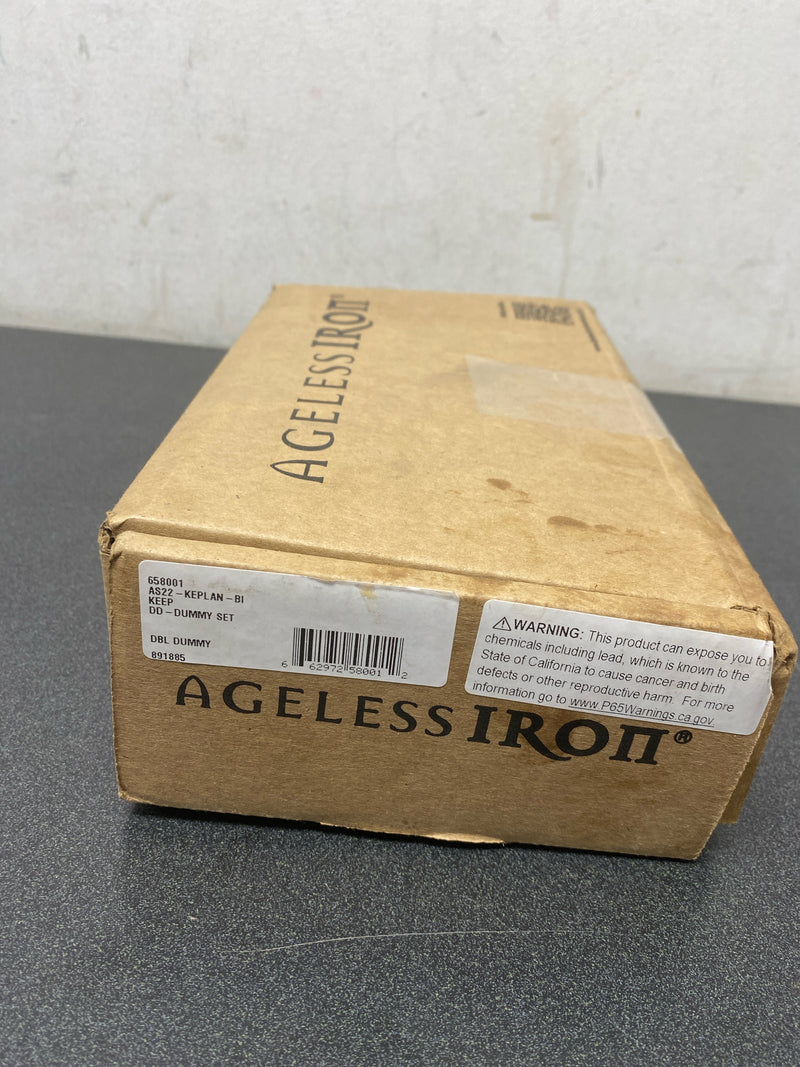 AGELESS IRON
658001
AS22-KEPLAN-BI
KEEP
DD-DUMMY SET
DBL DUMMY
891885
6 62972 58001 2
⚠WARNING: This product can expose you to
chemicals including lead, which is known to the
State of California to cause cancer and birth
defects or other reproductive harm. For more
information go to www.P65Warnings.ca.gov.
AGELESS IRON®